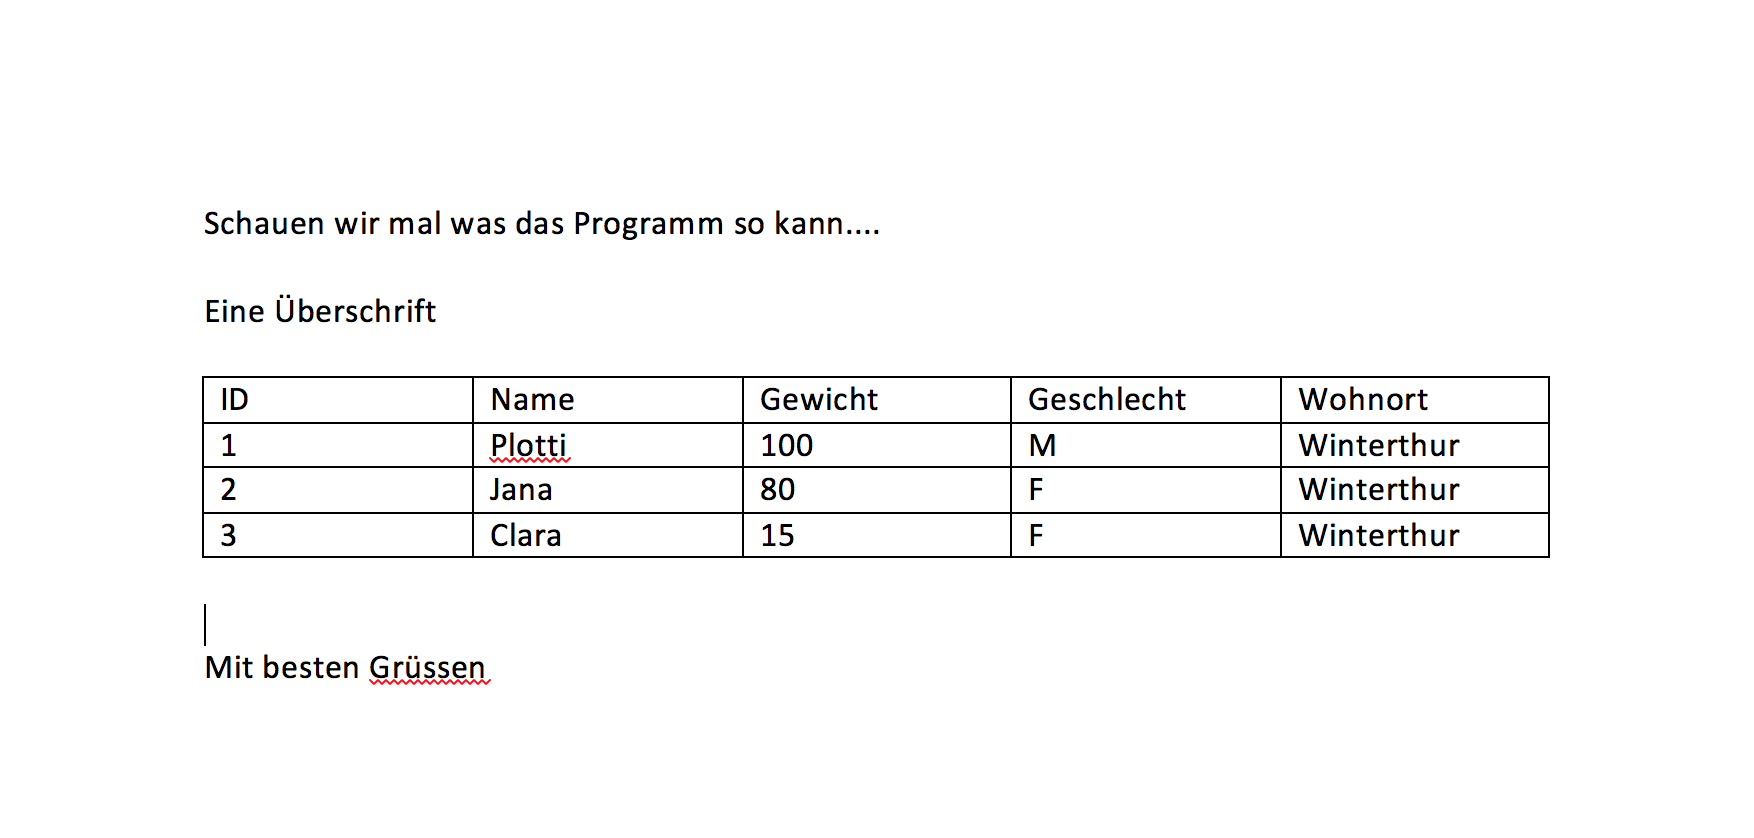 Schauen wir mal was das Programm so kann....
Eine Überschrift
ID Name Gewicht Geschlecht Wohnort
1 Plotti 100 M Winterthur
2 Jana 80 F Winterthur
3 Clara 15 F Winterthur
Mit besten Grüssen